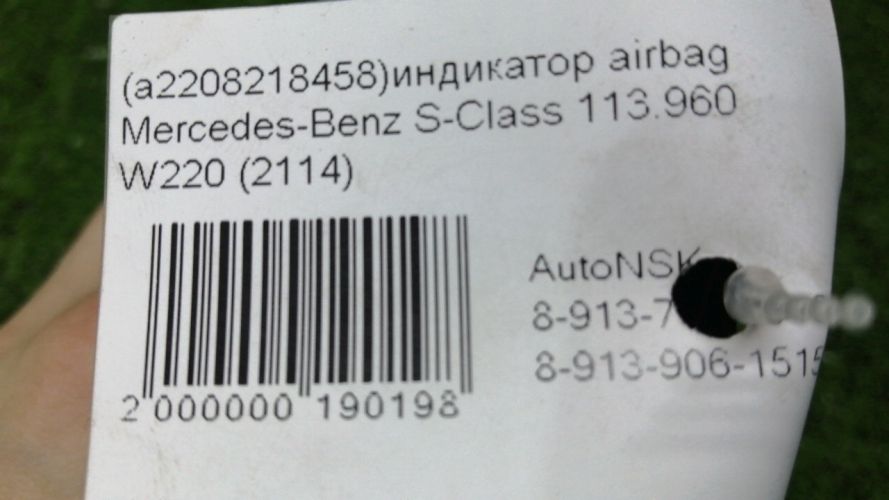 (a2208218458)индикатор airbag
Mercedes-Benz S-Class 113.960
W220 (2114)
AutoNSK
8-913-7
8-913-906-1515
2 000000 190198